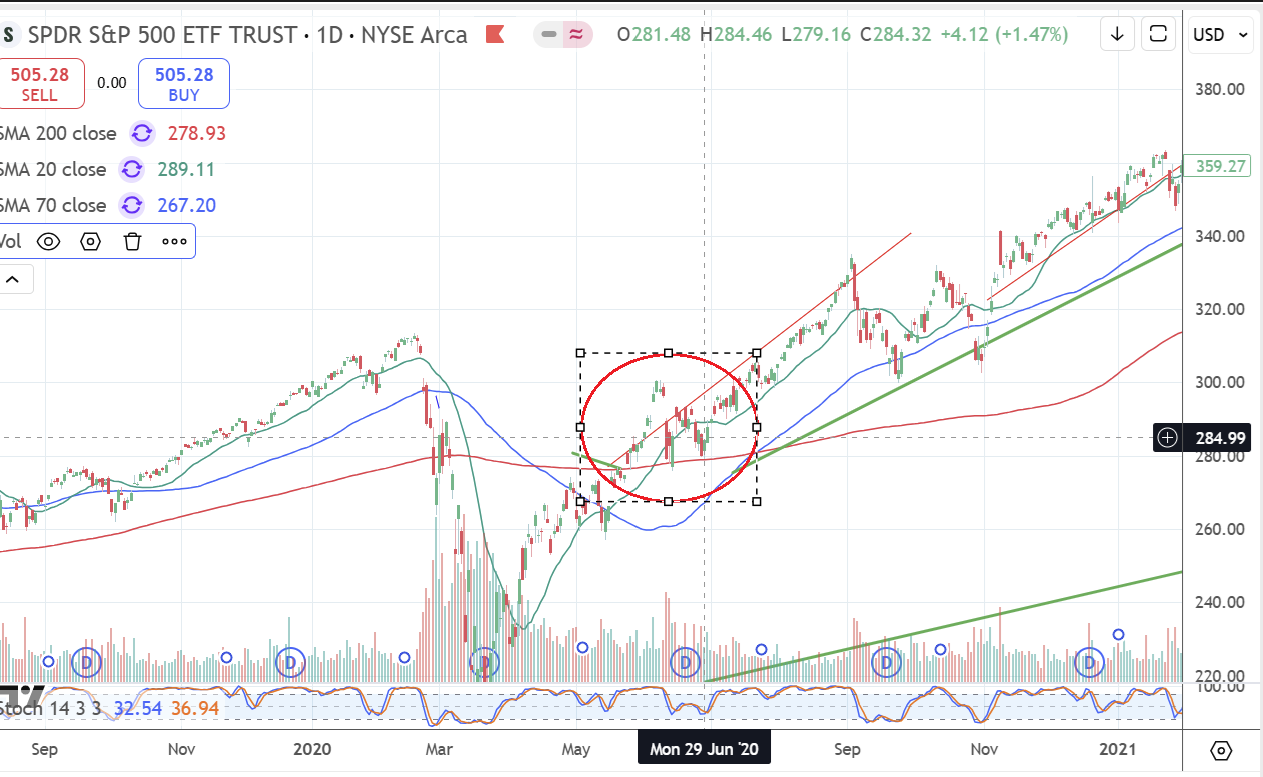 S SPDR S&P 500 ETF TRUST · 1D · NYSE Arca O281.48 H284.46 L279.16 C284.32 +4.12 (+1.47%) USD
505.28 SELL 0.00 505.28 BUY
SMA 200 close 278.93
SMA 20 close 289.11
SMA 70 close 267.20
Vol
380.00
359.27
340.00
320.00
300.00
284.99
280.00
260.00
240.00
220.00
D D D D D D
100.00
Stoch 14 3 3 32.54 36.94
Sep Nov 2020 Mar May Mon 29 Jun '20 Sep Nov 2021